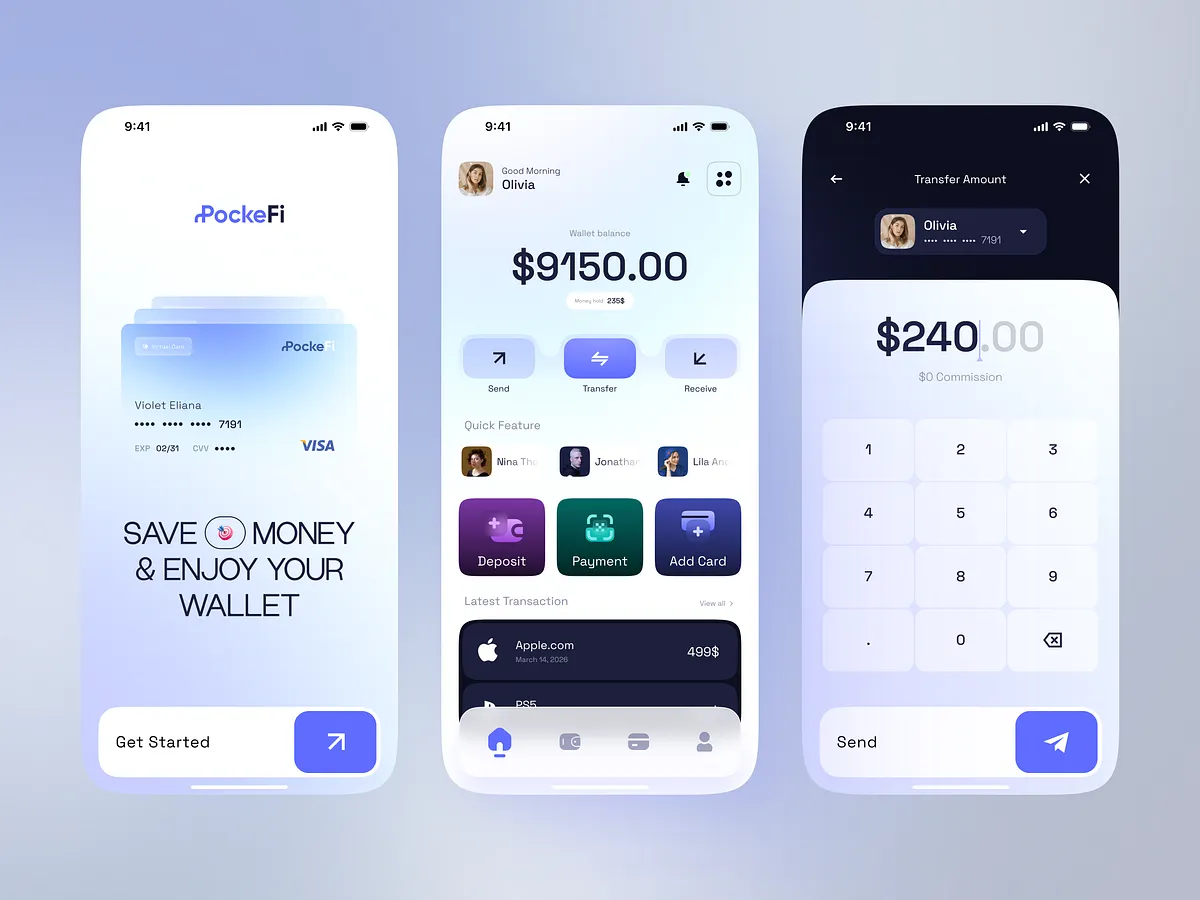 9:41
PockeFi
Virtual Card
PockeFi
Violet Eliana
•••• •••• •••• 7191
EXP 02/31 CVV ••••
VISA
SAVE MONEY
& ENJOY YOUR
WALLET
Get Started
9:41
Good Morning
Olivia
Wallet balance
$9150.00
Money hold 235$
Send
Transfer
Receive
Quick Feature
Nina Tho
Jonathan
Lila And
Deposit
Payment
Add Card
Latest Transaction
View all >
Apple.com
499$
March 14, 2026
PS5
9:41
Transfer Amount
Olivia
•••• •••• •••• 7191
$240.00
$0 Commission
1 2 3
4 5 6
7 8 9
. 0
Send